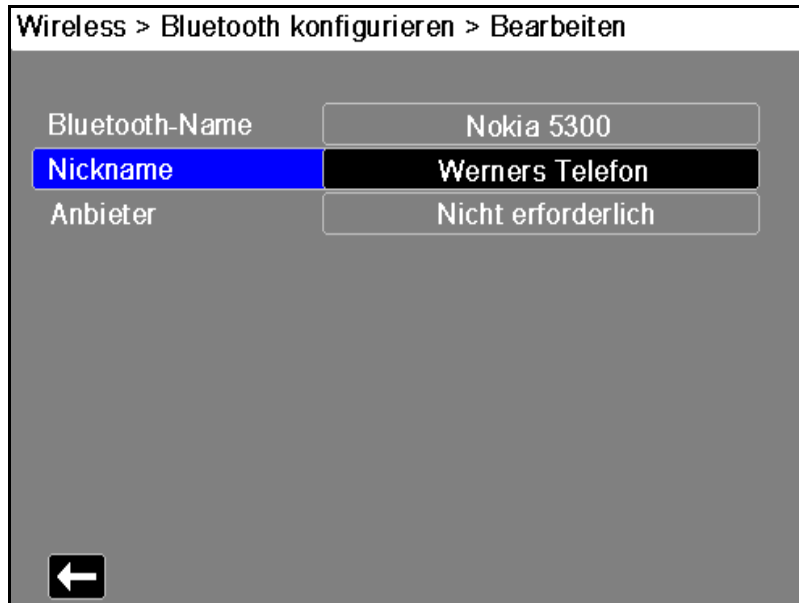 Wireless > Bluetooth konfigurieren > Bearbeiten
Bluetooth-Name Nokia 5300
Nickname Werners Telefon
Anbieter Nicht erforderlich